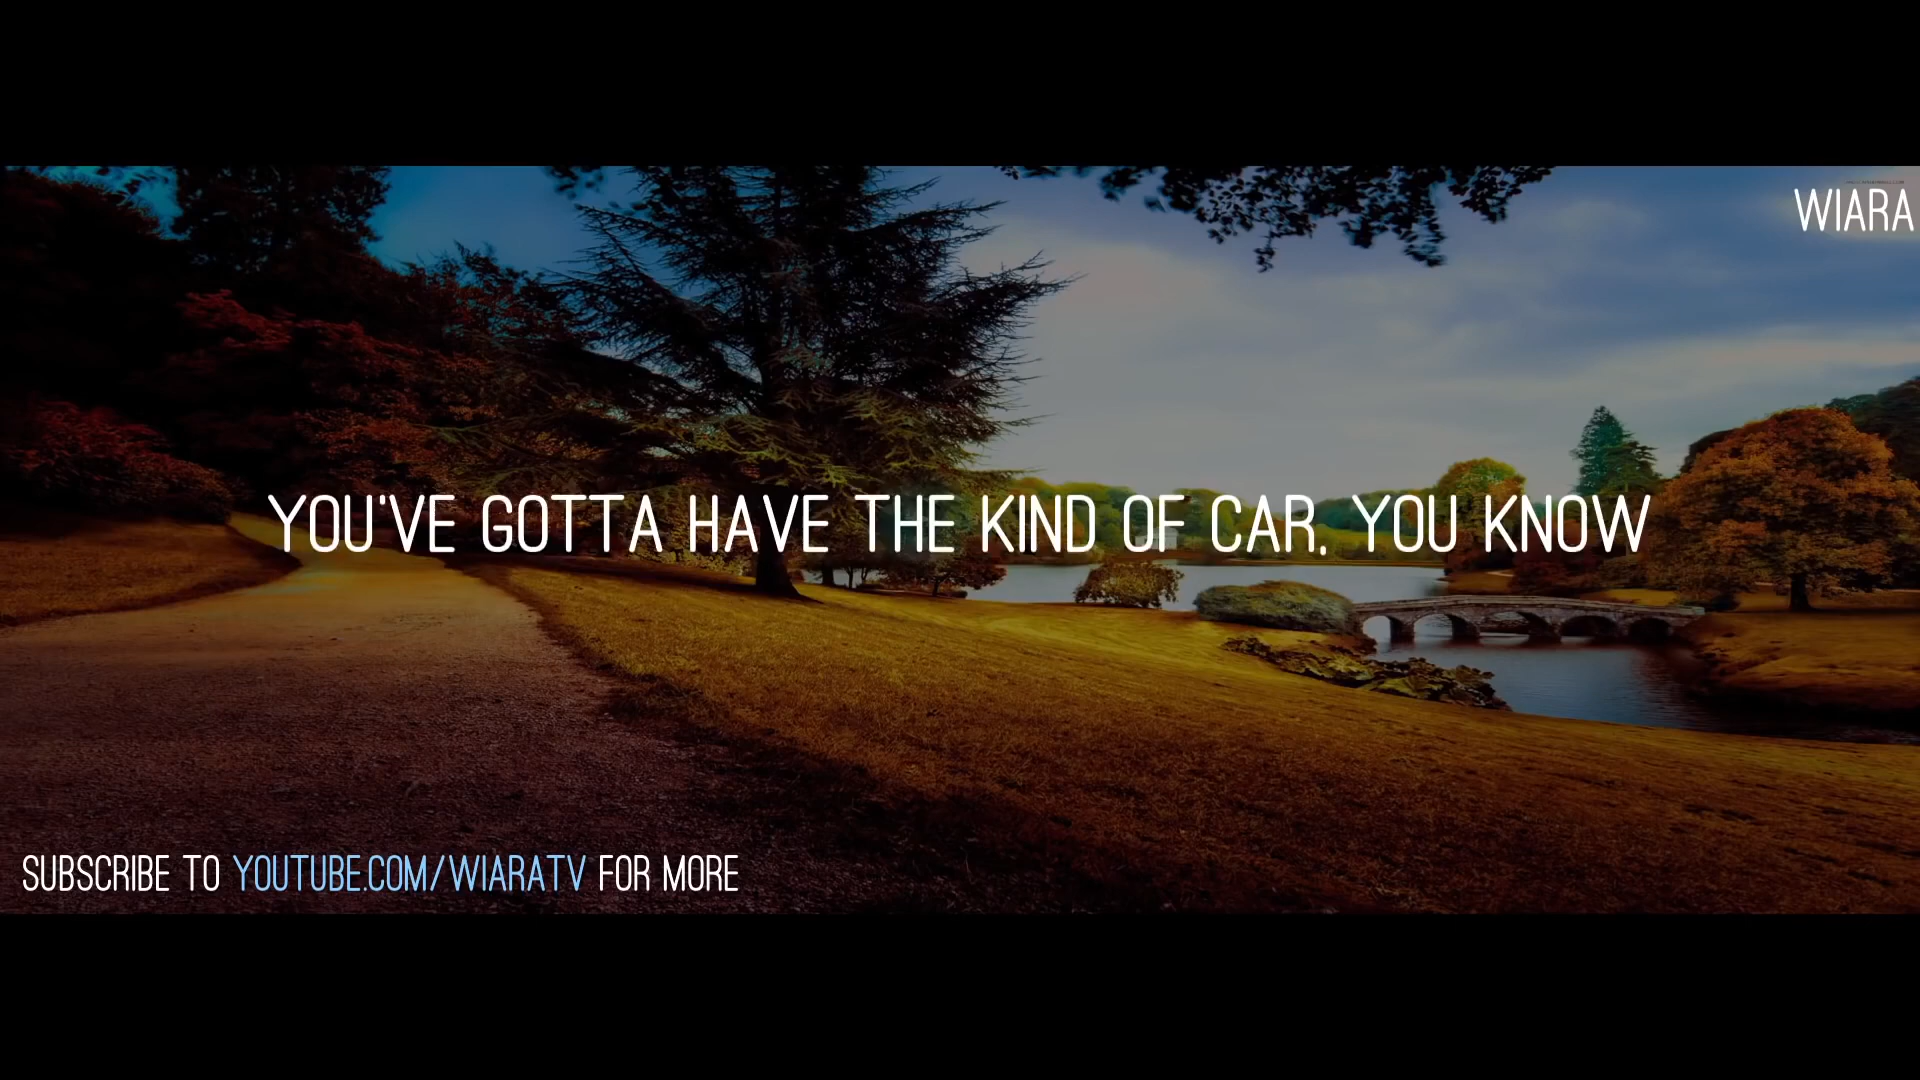 WIARA
YOU'VE GOTTA HAVE THE KIND OF CAR, YOU KNOW
SUBSCRIBE TO YOUTUBE.COM/WIARATV FOR MORE